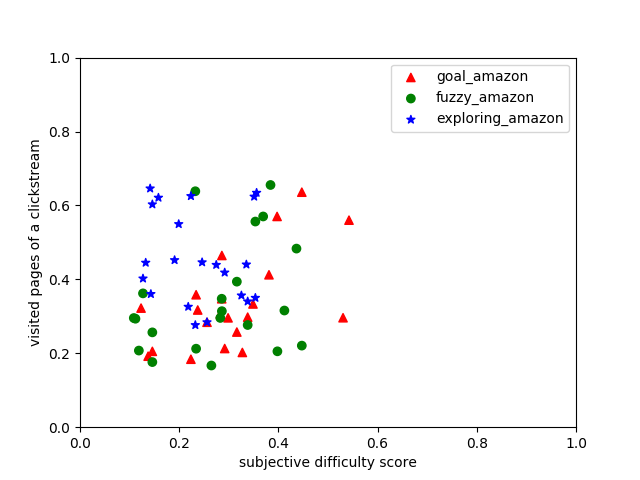 1.0
0.8
0.6
0.4
0.2
0.0
visited pages of a clickstream
goal_amazon
fuzzy_amazon
exploring_amazon
0.0 0.2 0.4 0.6 0.8 1.0
subjective difficulty score